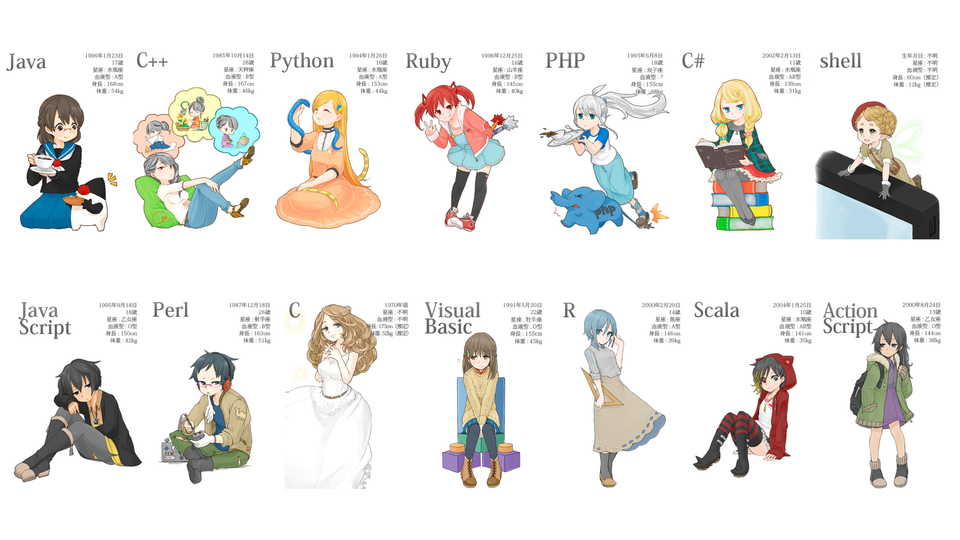 Java
1996年1月23日
17歳
星座：水瓶座
血液型：A型
身長：168cm
体重：54kg
C++
1985年10月14日
28歳
星座：天秤座
血液型：B型
身長：167cm
体重：46kg
Python
1994年1月26日
19歳
星座：水瓶座
血液型：A型
身長：153cm
体重：44kg
Ruby
1996年12月25日
16歳
星座：山羊座
血液型：B型
身長：145cm
体重：40kg
PHP
1995年6月8日
18歳
星座：双子座
血液型：?
身長：155cm
PHP
C#
2002年2月13日
11歳
星座：水瓶座
血液型：AB型
身長：139cm
体重：31kg
shell
生年月日：不明
星座：不明
血液型：不明
身長：60cm（推定）
体重：12kg（推定）
Java
Script
1995年9月18日
18歳
星座：乙女座
血液型：O型
身長：150cm
体重：42kg
Perl
1987年12月18日
26歳
星座：射手座
血液型：B型
身長：163cm
体重：51kg
C
1970年頃
星座：不明
血液型：不明
身長：173cm（推定）
体重：52kg（推定）
Visual
Basic
1991年5月20日
22歳
星座：牡牛座
血液型：O型
身長：155cm
体重：45kg
R
2000年2月29日
14歳
星座：魚座
血液型：A型
身長：146cm
体重：39kg
Scala
2004年1月25日
10歳
星座：水瓶座
血液型：AB型
身長：141cm
体重：35kg
Action
Script
2000年8月24日
13歳
星座：乙女座
血液型：O型
身長：144cm
体重：38kg